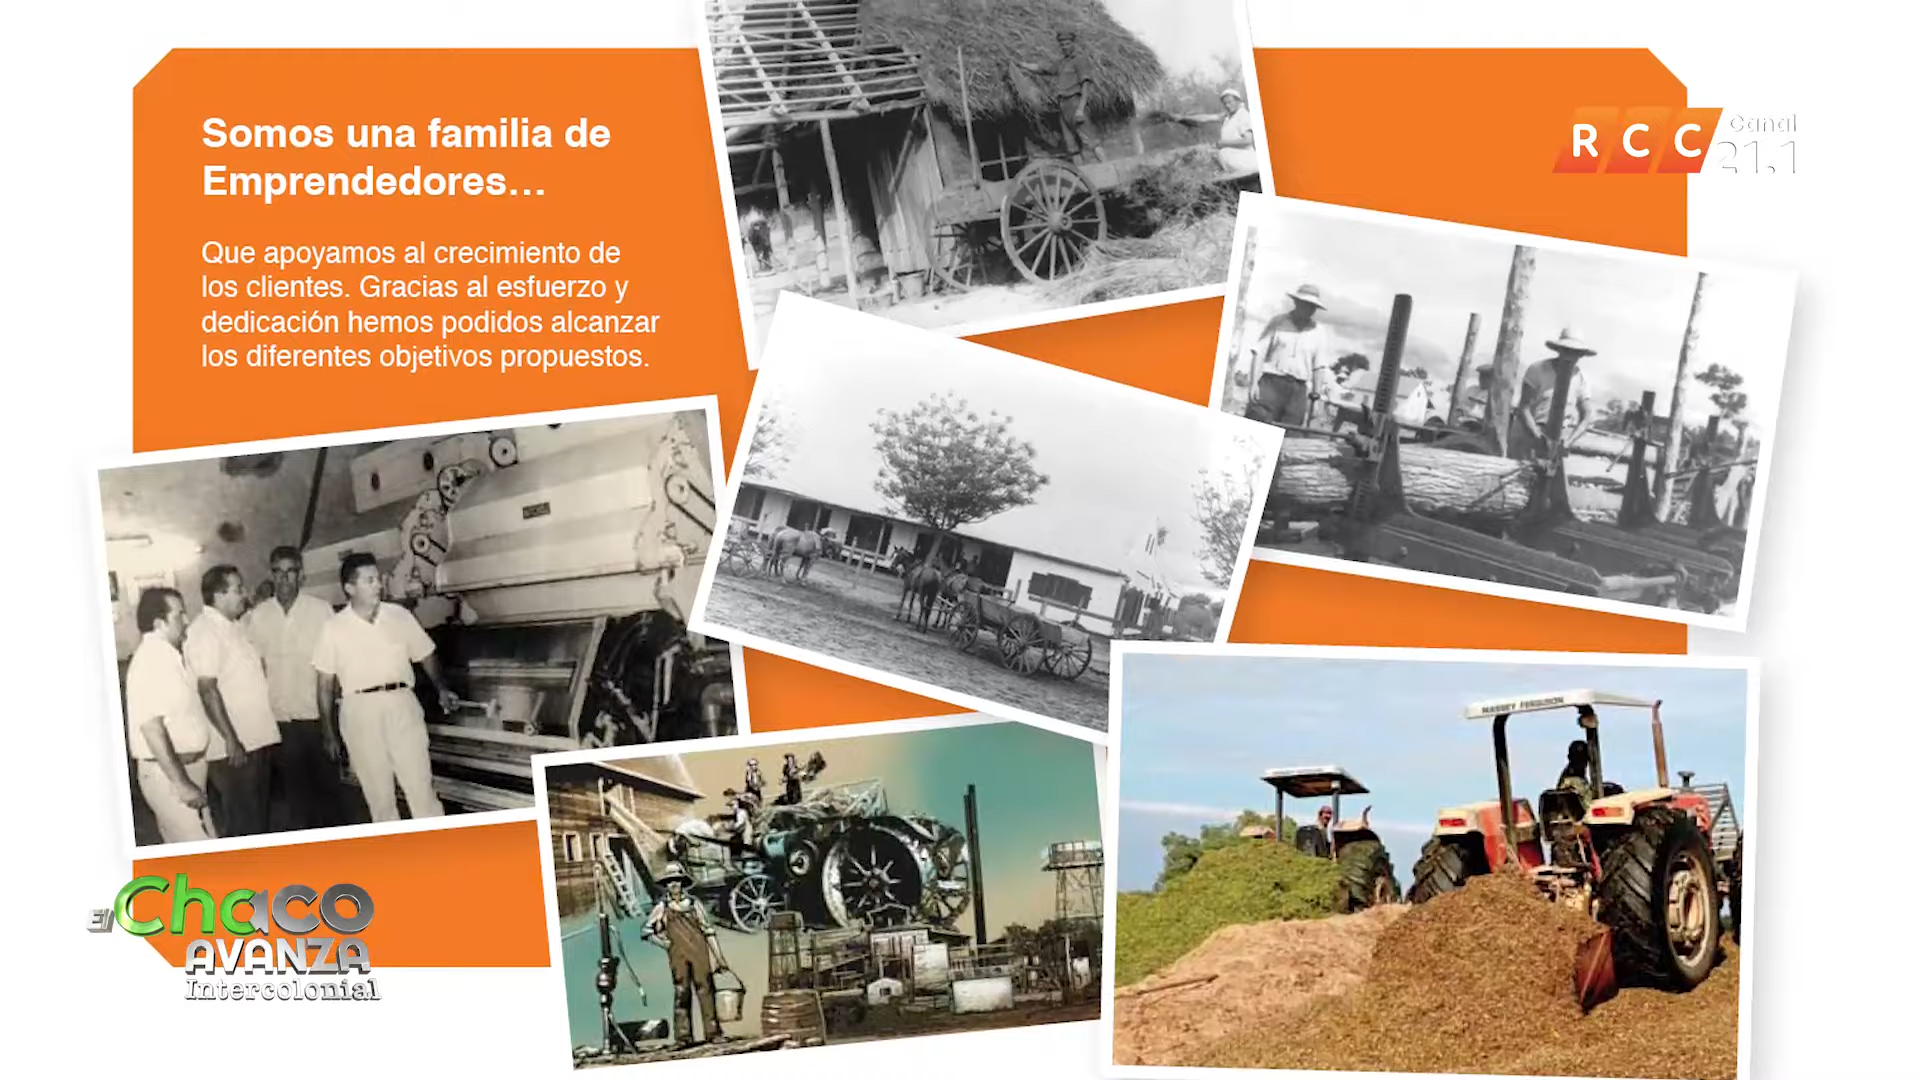 Somos una familia de
Emprendedores...
Que apoyamos al crecimiento de
los clientes. Gracias al esfuerzo y
dedicación hemos podidos alcanzar
los diferentes objetivos propuestos.
RCC Canal
21.1
MASSEY FERGUSON
El Chaco
AVANZA
Intercolonial